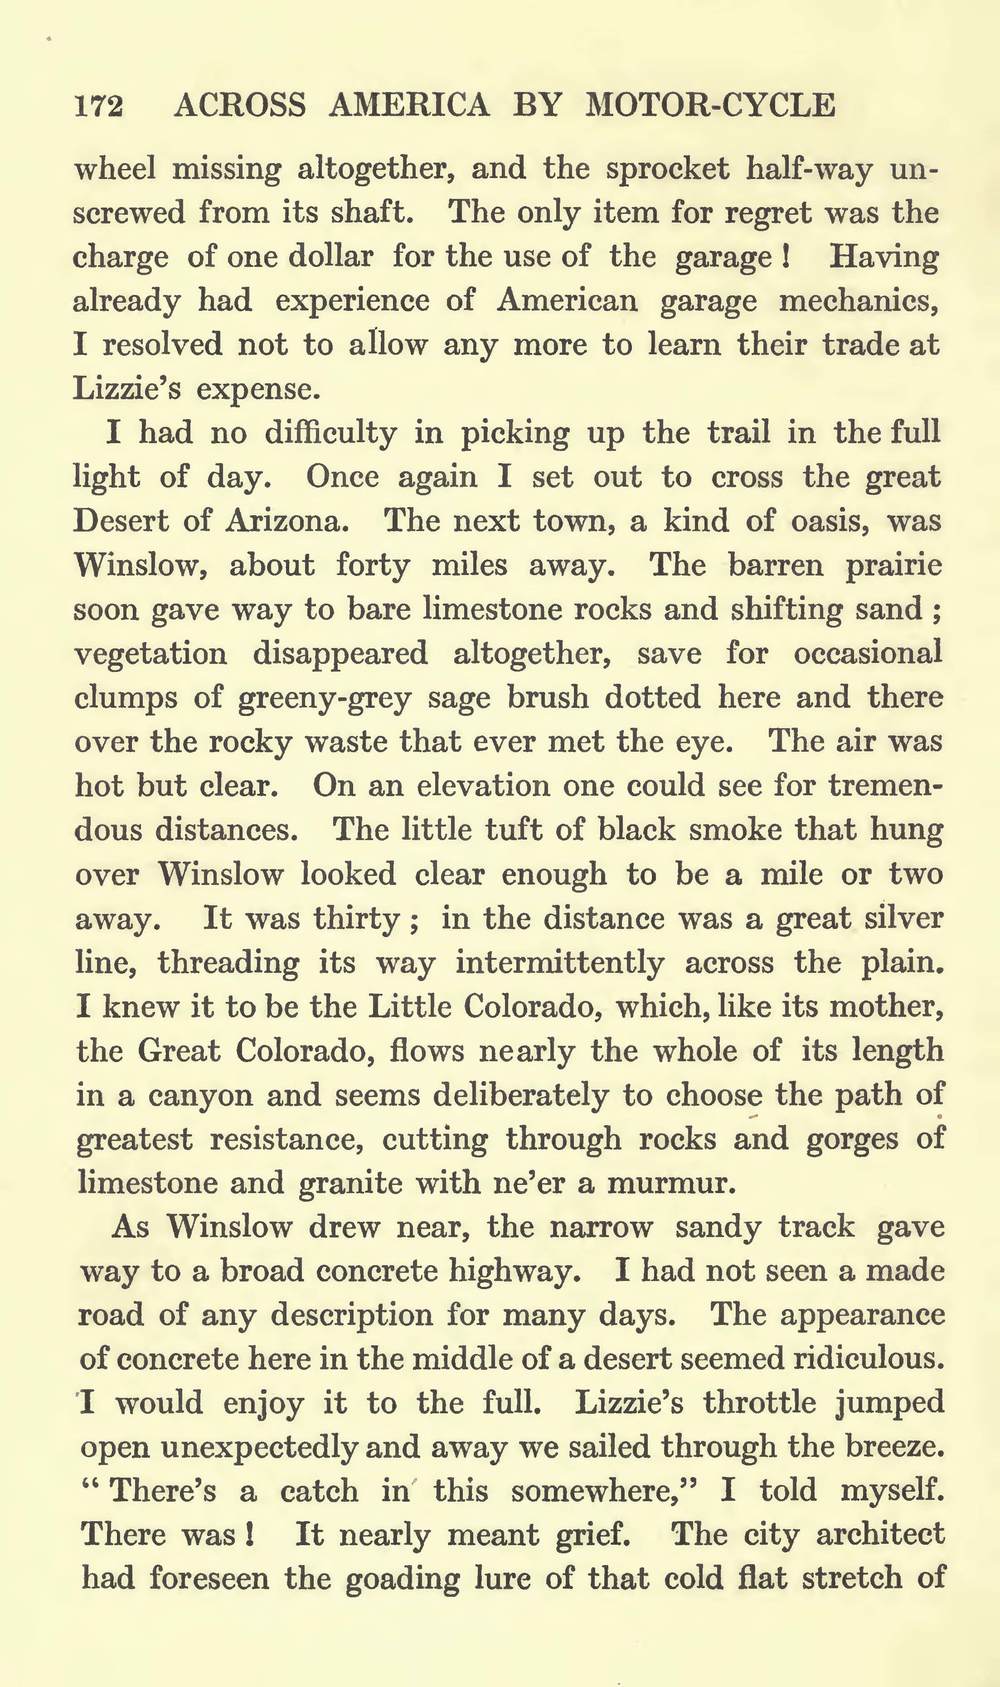 172 ACROSS AMERICA BY MOTOR-CYCLE
wheel missing altogether, and the sprocket half-way un-
screwed from its shaft. The only item for regret was the
charge of one dollar for the use of the garage ! Having
already had experience of American garage mechanics,
I resolved not to allow any more to learn their trade at
Lizzie's expense.
I had no difficulty in picking up the trail in the full
light of day. Once again I set out to cross the great
Desert of Arizona. The next town, a kind of oasis, was
Winslow, about forty miles away. The barren prairie
soon gave way to bare limestone rocks and shifting sand ;
vegetation disappeared altogether, save for occasional
clumps of greeny-grey sage brush dotted here and there
over the rocky waste that ever met the eye. The air was
hot but clear. On an elevation one could see for tremen-
dous distances. The little tuft of black smoke that hung
over Winslow looked clear enough to be a mile or two
away. It was thirty ; in the distance was a great silver
line, threading its way intermittently across the plain.
I knew it to be the Little Colorado, which, like its mother,
the Great Colorado, flows nearly the whole of its length
in a canyon and seems deliberately to choose the path of
greatest resistance, cutting through rocks and gorges of
limestone and granite with ne'er a murmur.
As Winslow drew near, the narrow sandy track gave
way to a broad concrete highway. I had not seen a made
road of any description for many days. The appearance
of concrete here in the middle of a desert seemed ridiculous.
I would enjoy it to the full. Lizzie's throttle jumped
open unexpectedly and away we sailed through the breeze.
" There's a catch in this somewhere," I told myself.
There was ! It nearly meant grief. The city architect
had foreseen the goading lure of that cold flat stretch of